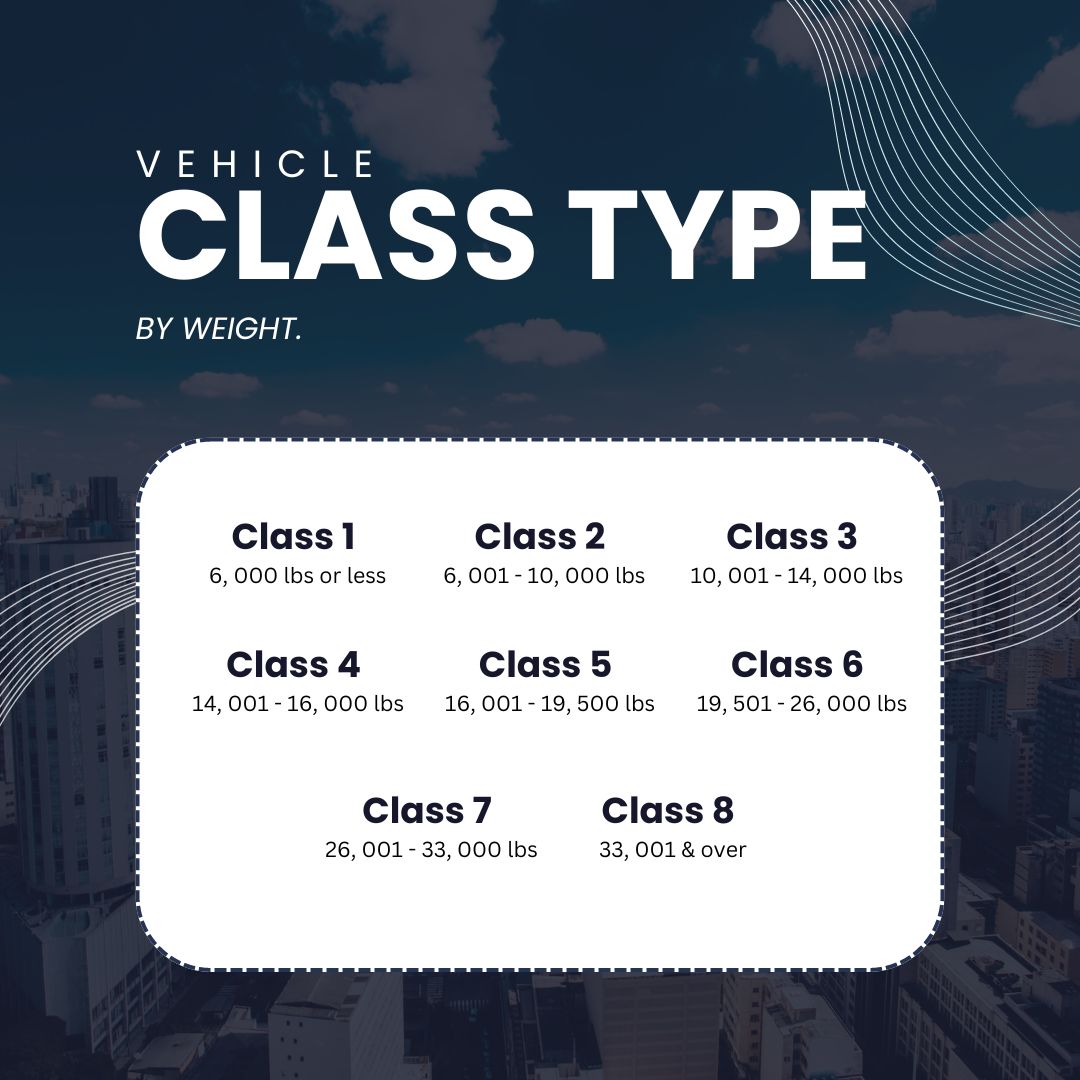 VEHICLE
CLASS TYPE
BY WEIGHT.
Class 1
6, 000 lbs or less
Class 2
6, 001 - 10, 000 lbs
Class 3
10, 001 - 14, 000 lbs
Class 4
14, 001 - 16, 000 lbs
Class 5
16, 001 - 19, 500 lbs
Class 6
19, 501 - 26, 000 lbs
Class 7
26, 001 - 33, 000 lbs
Class 8
33, 001 & over